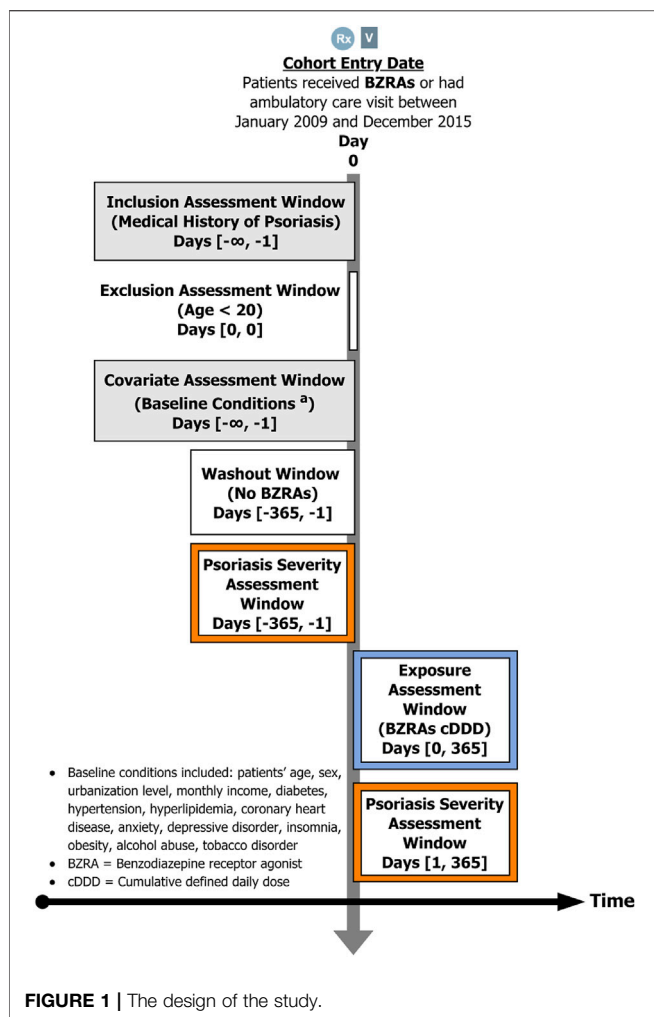 Rx V
Cohort Entry Date
Patients received BZRAs or had
ambulatory care visit between
January 2009 and December 2015
Day
0
Inclusion Assessment Window
(Medical History of Psoriasis)
Days [-∞, -1]
Exclusion Assessment Window
(Age < 20)
Days [0, 0]
Covariate Assessment Window
(Baseline Conditions a)
Days [-∞, -1]
Washout Window
(No BZRAs)
Days [-365, -1]
Psoriasis Severity
Assessment
Window
Days [-365, -1]
Exposure
Assessment
Window
(BZRAs cDDD)
Days [0, 365]
Psoriasis Severity
Assessment
Window
Days [1, 365]
• Baseline conditions included: patients’ age, sex,
urbanization level, monthly income, diabetes,
hypertension, hyperlipidemia, coronary heart
disease, anxiety, depressive disorder, insomnia,
obesity, alcohol abuse, tobacco disorder
• BZRA = Benzodiazepine receptor agonist
• cDDD = Cumulative defined daily dose
Time
FIGURE 1 | The design of the study.